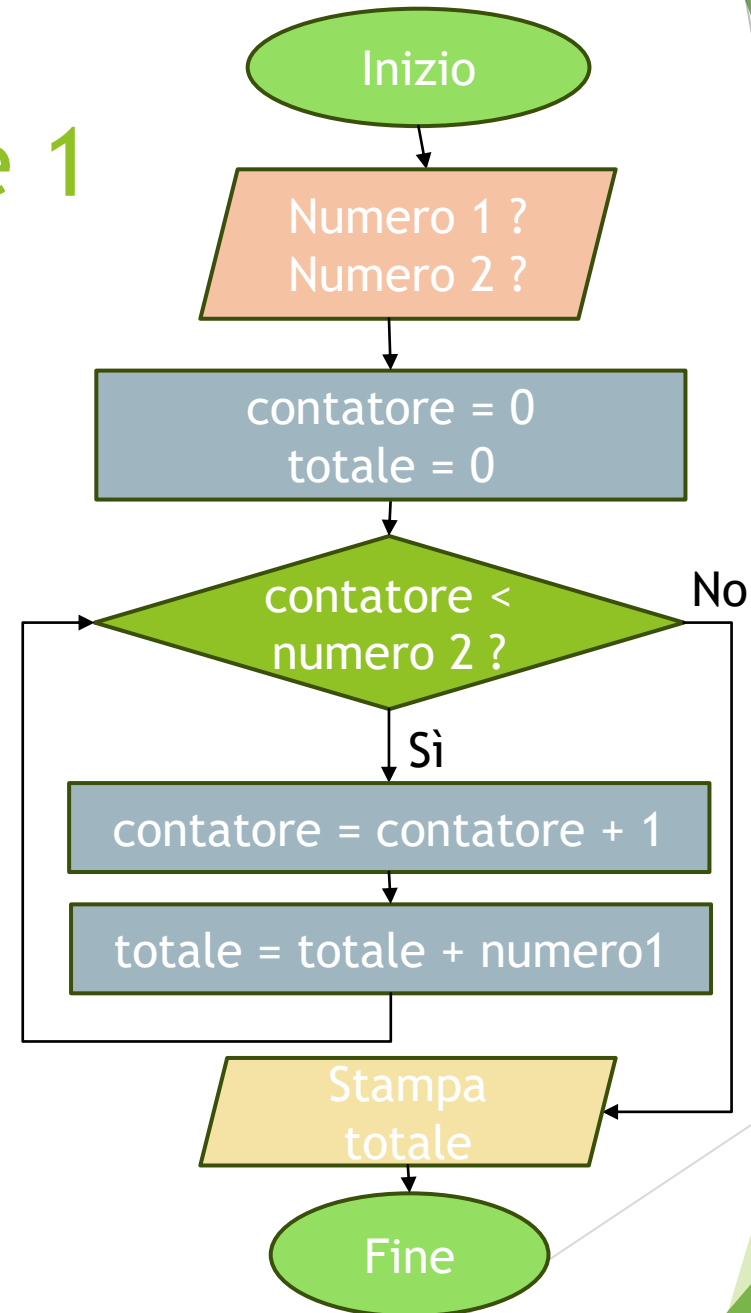 Inizio
e 1
Numero 1 ?
Numero 2 ?
contatore = 0
totale = 0
contatore <
numero 2 ?
No
Sì
contatore = contatore + 1
totale = totale + numero1
Stampa
totale
Fine